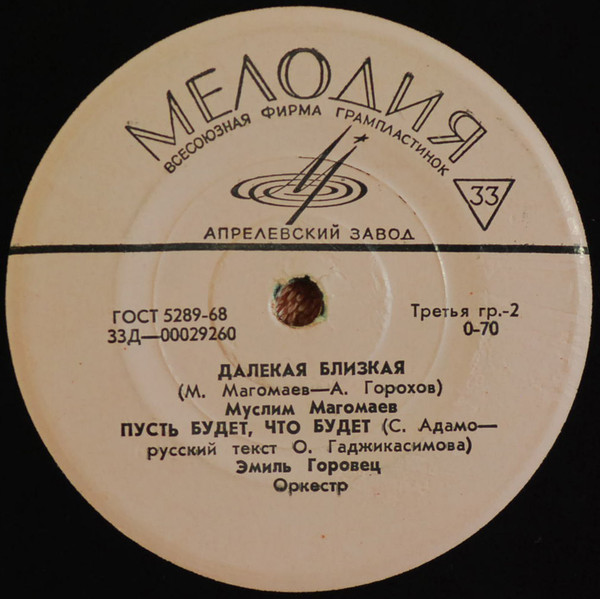 МЕЛОДИЯ
ВСЕСОЮЗНАЯ ФИРМА ГРАМПЛАСТИНОК
33
АПРЕЛЕВСКИЙ ЗАВОД
ГОСТ 5289-68
Третья гр.-2
33Д—00029260
0-70
ДАЛЕКАЯ БЛИЗКАЯ
(М. Магомаев—А. Горохов)
Муслим Магомаев
ПУСТЬ БУДЕТ, ЧТО БУДЕТ (С. Адамо—
русский текст О. Гаджикасимова)
Эмиль Горовец
Оркестр